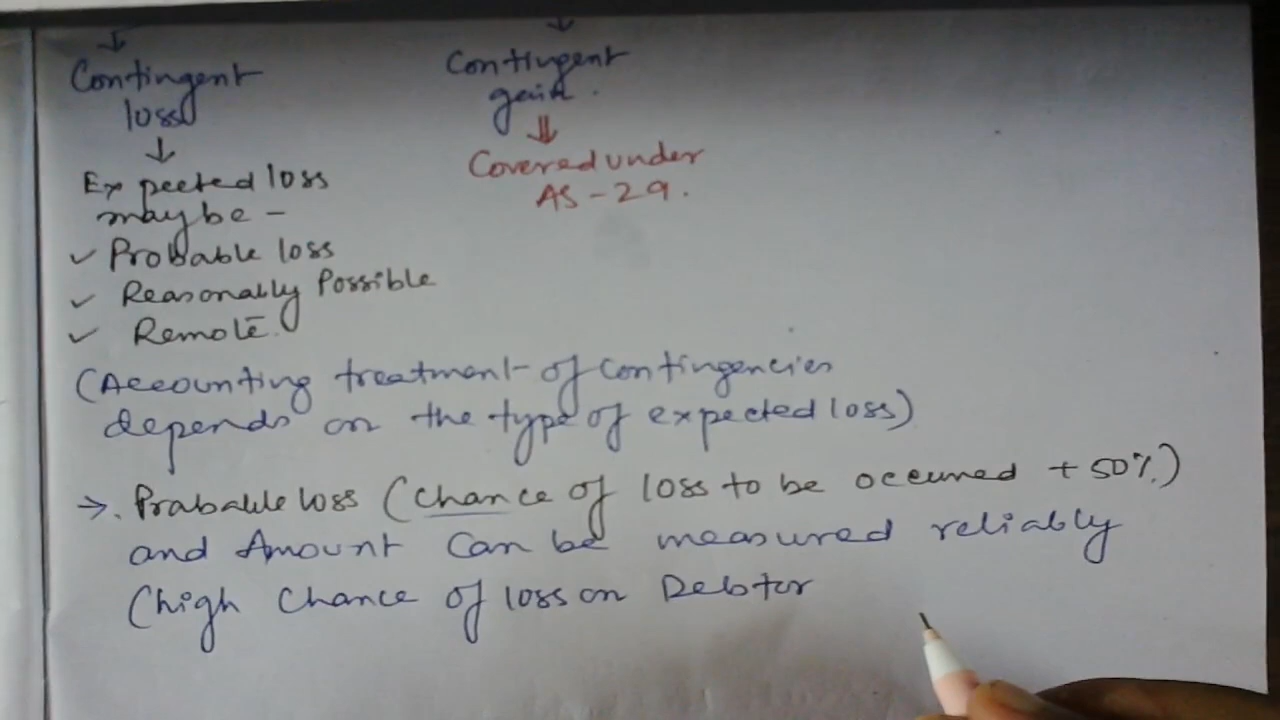 Contingent
loss
Expected loss
may be -
✓ Probable loss
✓ Reasonably Possible
✓ Remote.
Contingent
gain.
Covered under
AS-29.
(Accounting treatment of contingencies
depends on the type of expected loss)
→. Probable loss (Chance of loss to be occurred + 50%)
and Amount Can be measured reliably
(high Chance of loss on Debtor